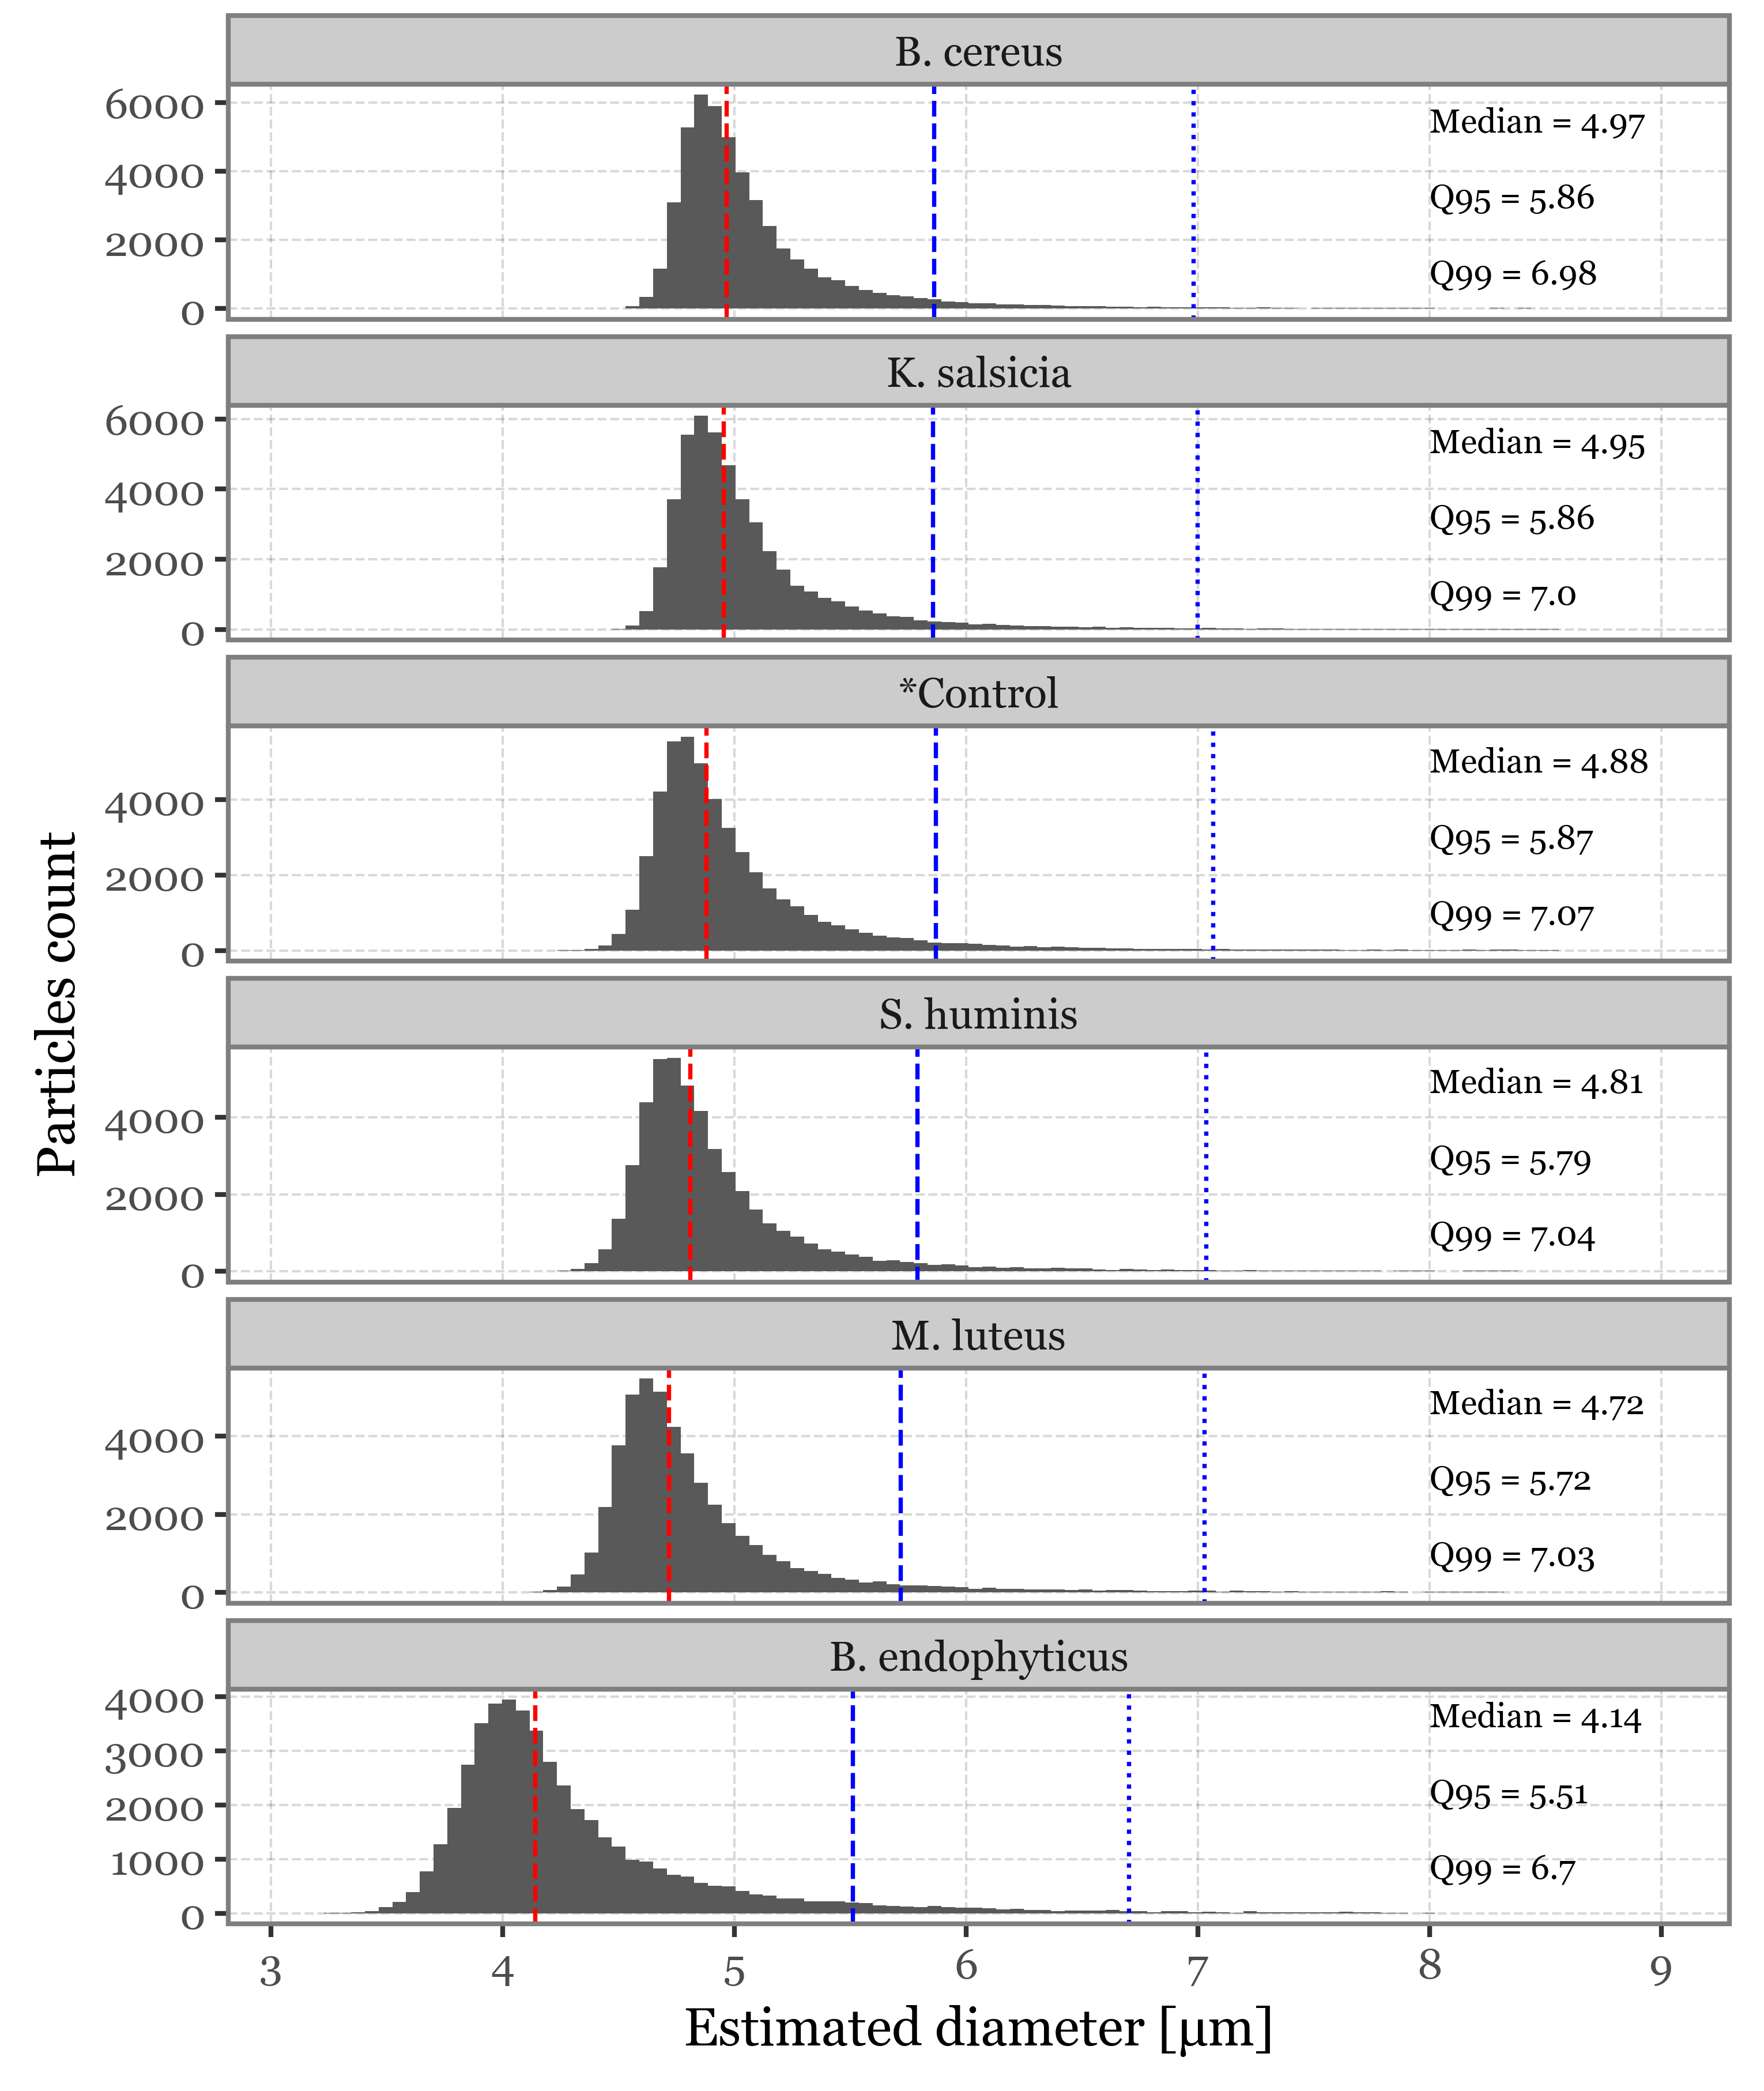 B. cereus
6000
4000
2000
0
Median = 4.97
Q95 = 5.86
Q99 = 6.98
K. salsicia
6000
4000
2000
0
Median = 4.95
Q95 = 5.86
Q99 = 7.0
*Control
4000
2000
0
Median = 4.88
Q95 = 5.87
Q99 = 7.07
S. huminis
4000
2000
0
Median = 4.81
Q95 = 5.79
Q99 = 7.04
M. luteus
4000
2000
0
Median = 4.72
Q95 = 5.72
Q99 = 7.03
B. endophyticus
4000
3000
2000
1000
0
Median = 4.14
Q95 = 5.51
Q99 = 6.7
3 4 5 6 7 8 9
Estimated diameter [μm]
Particles count